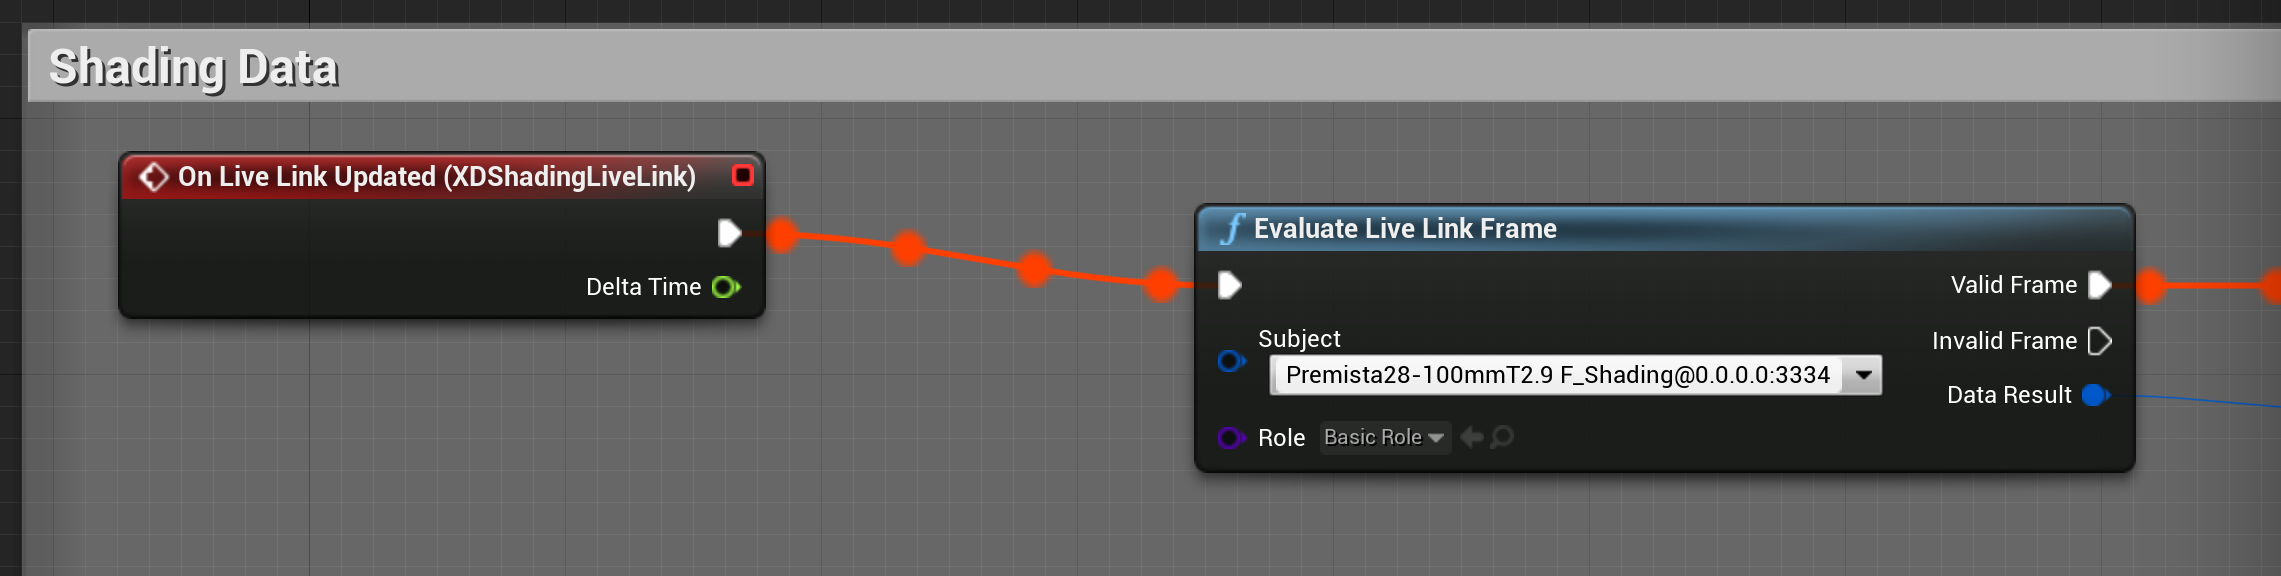 Shading Data
On Live Link Updated (XDShadingLiveLink)
Delta Time
f Evaluate Live Link Frame
Valid Frame
Subject
Invalid Frame
Premista28-100mmT2.9 F_Shading@0.0.0.0:3334
Data Result
Role Basic Role